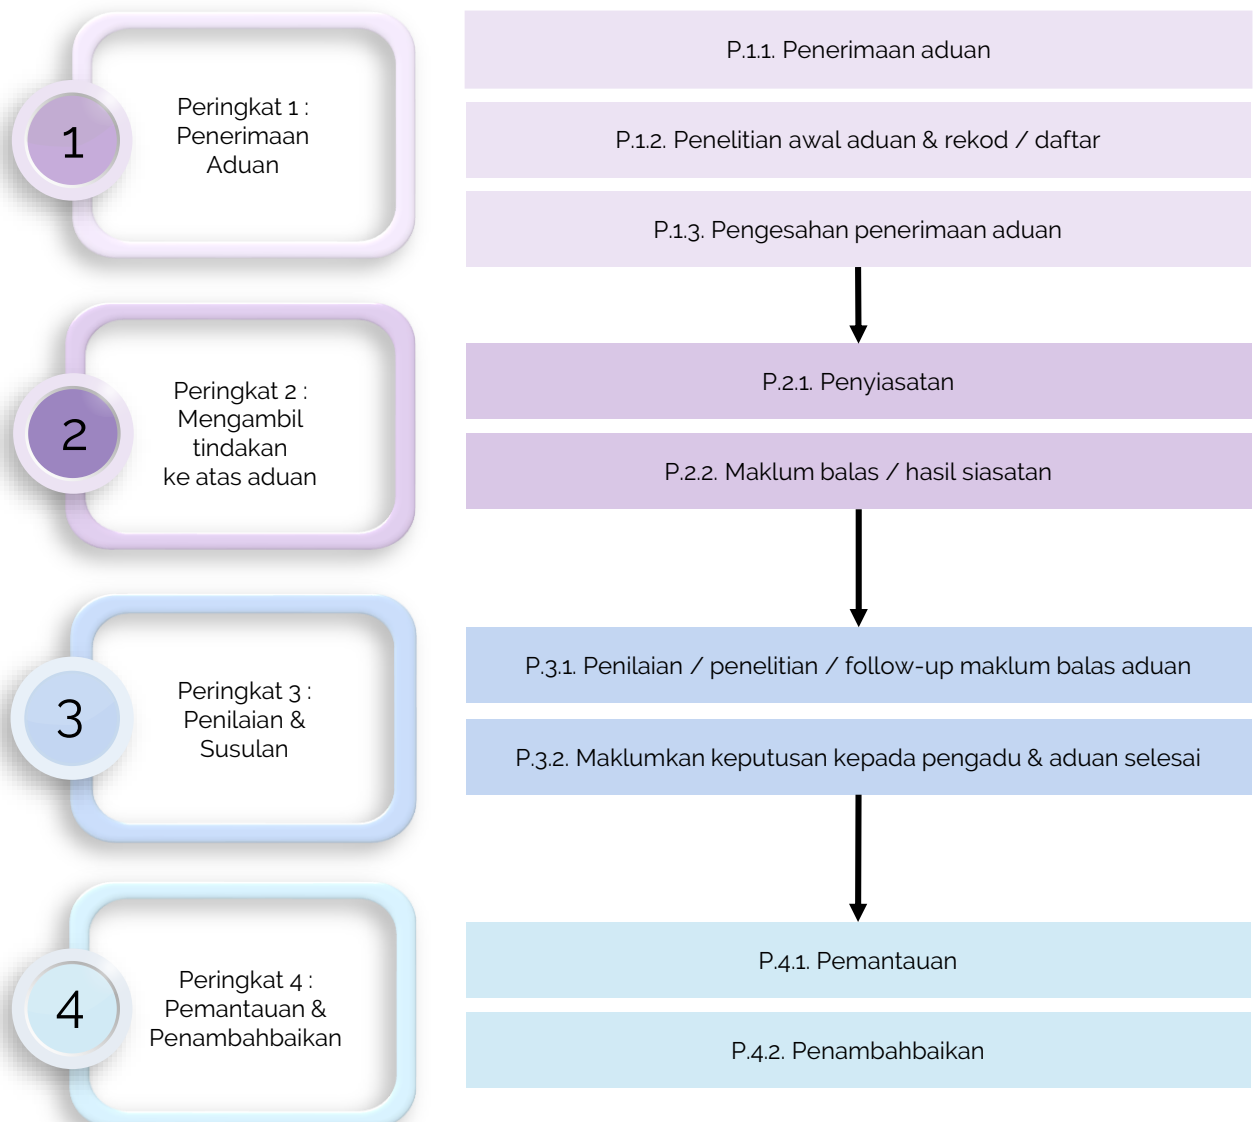 1
Peringkat 1 :
Penerimaan
Aduan
P.1.1. Penerimaan aduan
P.1.2. Penelitian awal aduan & rekod / daftar
P.1.3. Pengesahan penerimaan aduan
2
Peringkat 2 :
Mengambil
tindakan
ke atas aduan
P.2.1. Penyiasatan
P.2.2. Maklum balas / hasil siasatan
3
Peringkat 3 :
Penilaian &
Susulan
P.3.1. Penilaian / penelitian / follow-up maklum balas aduan
P.3.2. Maklumkan keputusan kepada pengadu & aduan selesai
4
Peringkat 4 :
Pemantauan &
Penambahbaikan
P.4.1. Pemantauan
P.4.2. Penambahbaikan